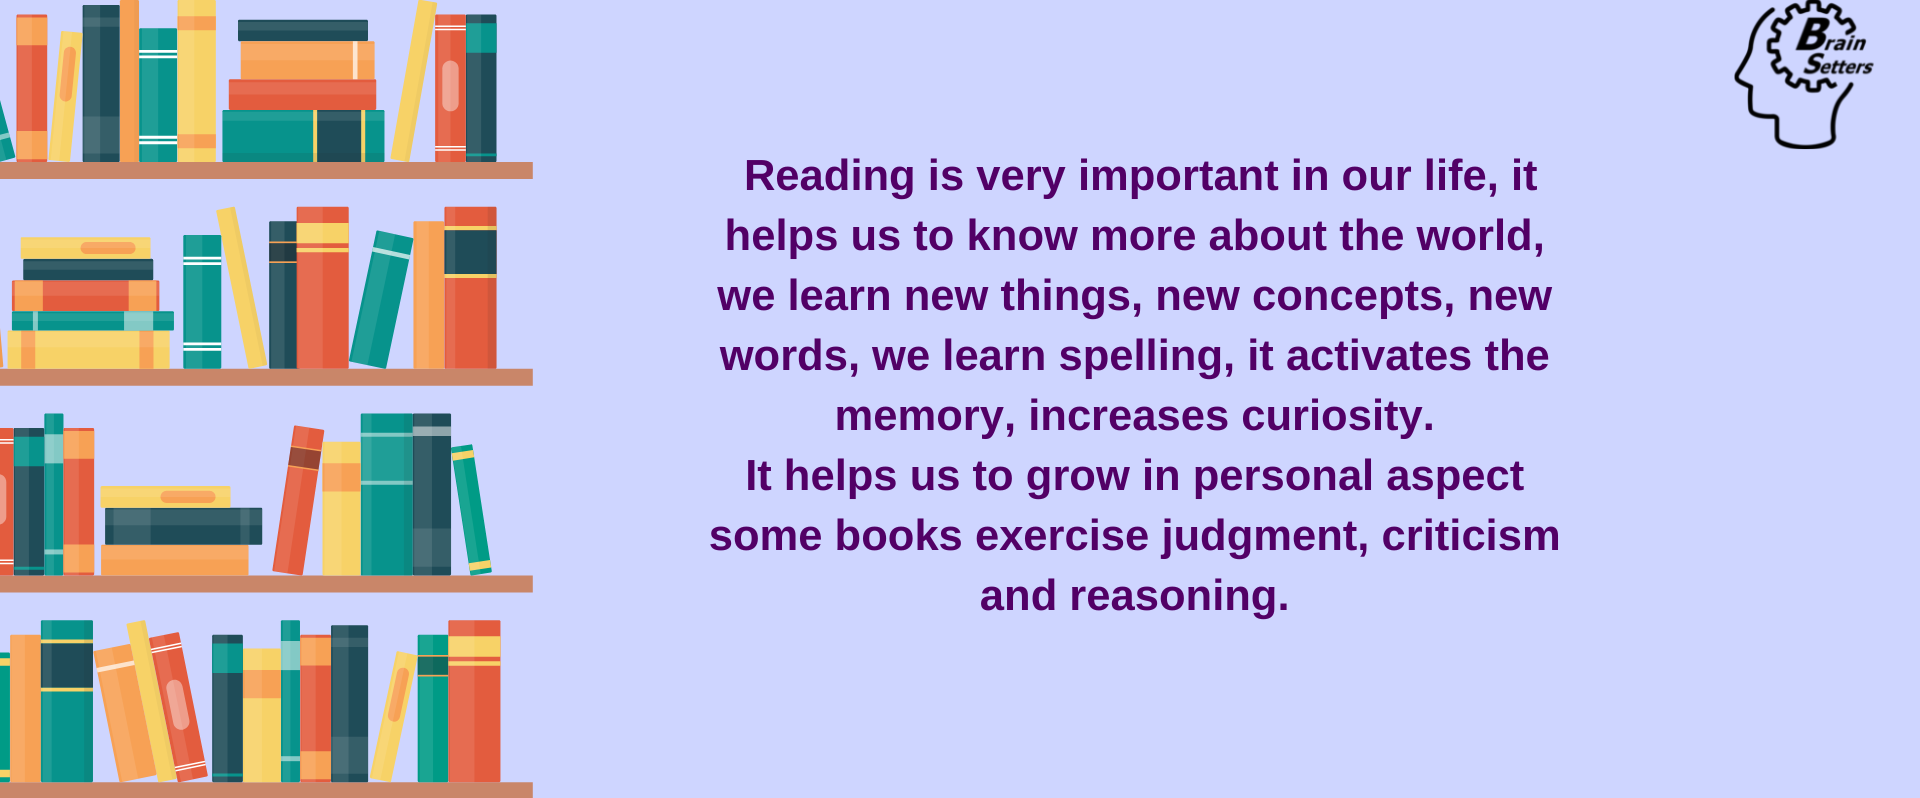 Brain
Setters
Reading is very important in our life, it
helps us to know more about the world,
we learn new things, new concepts, new
words, we learn spelling, it activates the
memory, increases curiosity.
It helps us to grow in personal aspect
some books exercise judgment, criticism
and reasoning.